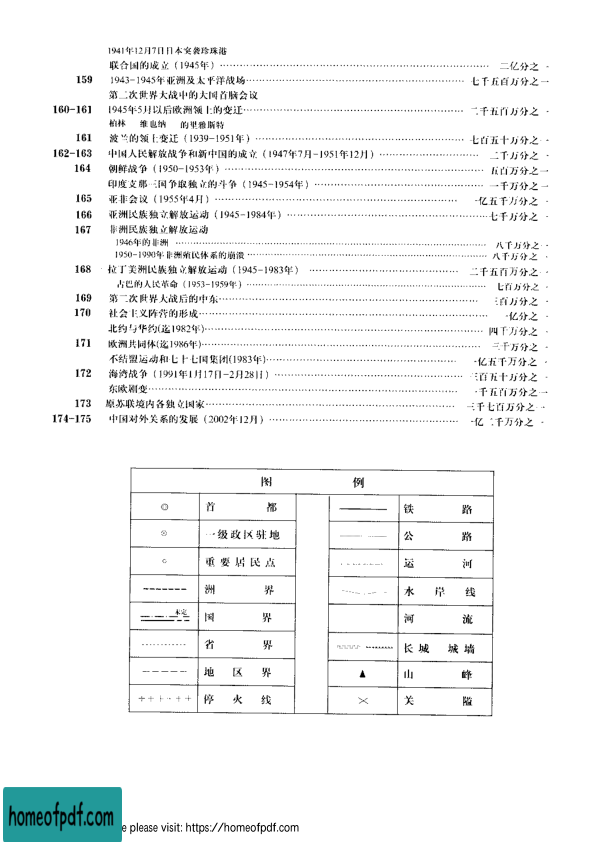 1941年12月7日日本突袭珍珠港
联合国的成立（1945年）…… 二亿分之一
159 1943-1945年亚洲及太平洋战场…… 七千五百万分之一
第二次世界大战中的大国首脑会议
160-161 1945年5月以后欧洲领土的变迁…… 二千五百万分之一
柏林 维也纳 的里雅斯特
161 波兰的领土变迁（1939-1951年）…… 七百五十万分之一
162-163 中国人民解放战争和新中国的成立（1947年7月-1951年12月）…… 二千万分之一
164 朝鲜战争（1950-1953年）…… 五百万分之一
印度支那三国争取独立的斗争（1945-1954年）…… 一千万分之一
165 亚非会议（1955年4月）…… 一亿五千万分之一
166 亚洲民族独立解放运动（1945-1984年）…… 七千万分之一
167 非洲民族独立解放运动
1946年的非洲 …… 八千万分之一
1950-1990年非洲殖民体系的崩溃…… 八千万分之一
168 拉丁美洲民族独立解放运动（1945-1983年） …… 二千五百万分之一
古巴的人民革命（1953-1959年）…… 七百万分之一
169 第二次世界大战后的中东…… 三百万分之一
170 社会主义阵营的形成…… 一亿分之一
北约与华约(迄1982年)…… 四千万分之一
171 欧洲共同体(迄1986年)…… 三千万分之一
不结盟运动和七十七国集团(1983年)…… 一亿五千万分之一
172 海湾战争（1991年1月17日-2月28日）…… 三百五十万分之一
东欧剧变…… 一千五百万分之一
173 原苏联境内各独立国家…… 三千七百万分之一
174-175 中国对外关系的发展（2002年12月）…… 一亿二千万分之一
图 例
首 都 铁 路
一级政区驻地 公 路
重要居民点 运 河
洲 界 水 岸 线
未定 国 界 河 流
省 界 长城 城墙
地 区 界 山 峰
停 火 线 关 隘
homeofpdf.com
e please visit: https://homeofpdf.com